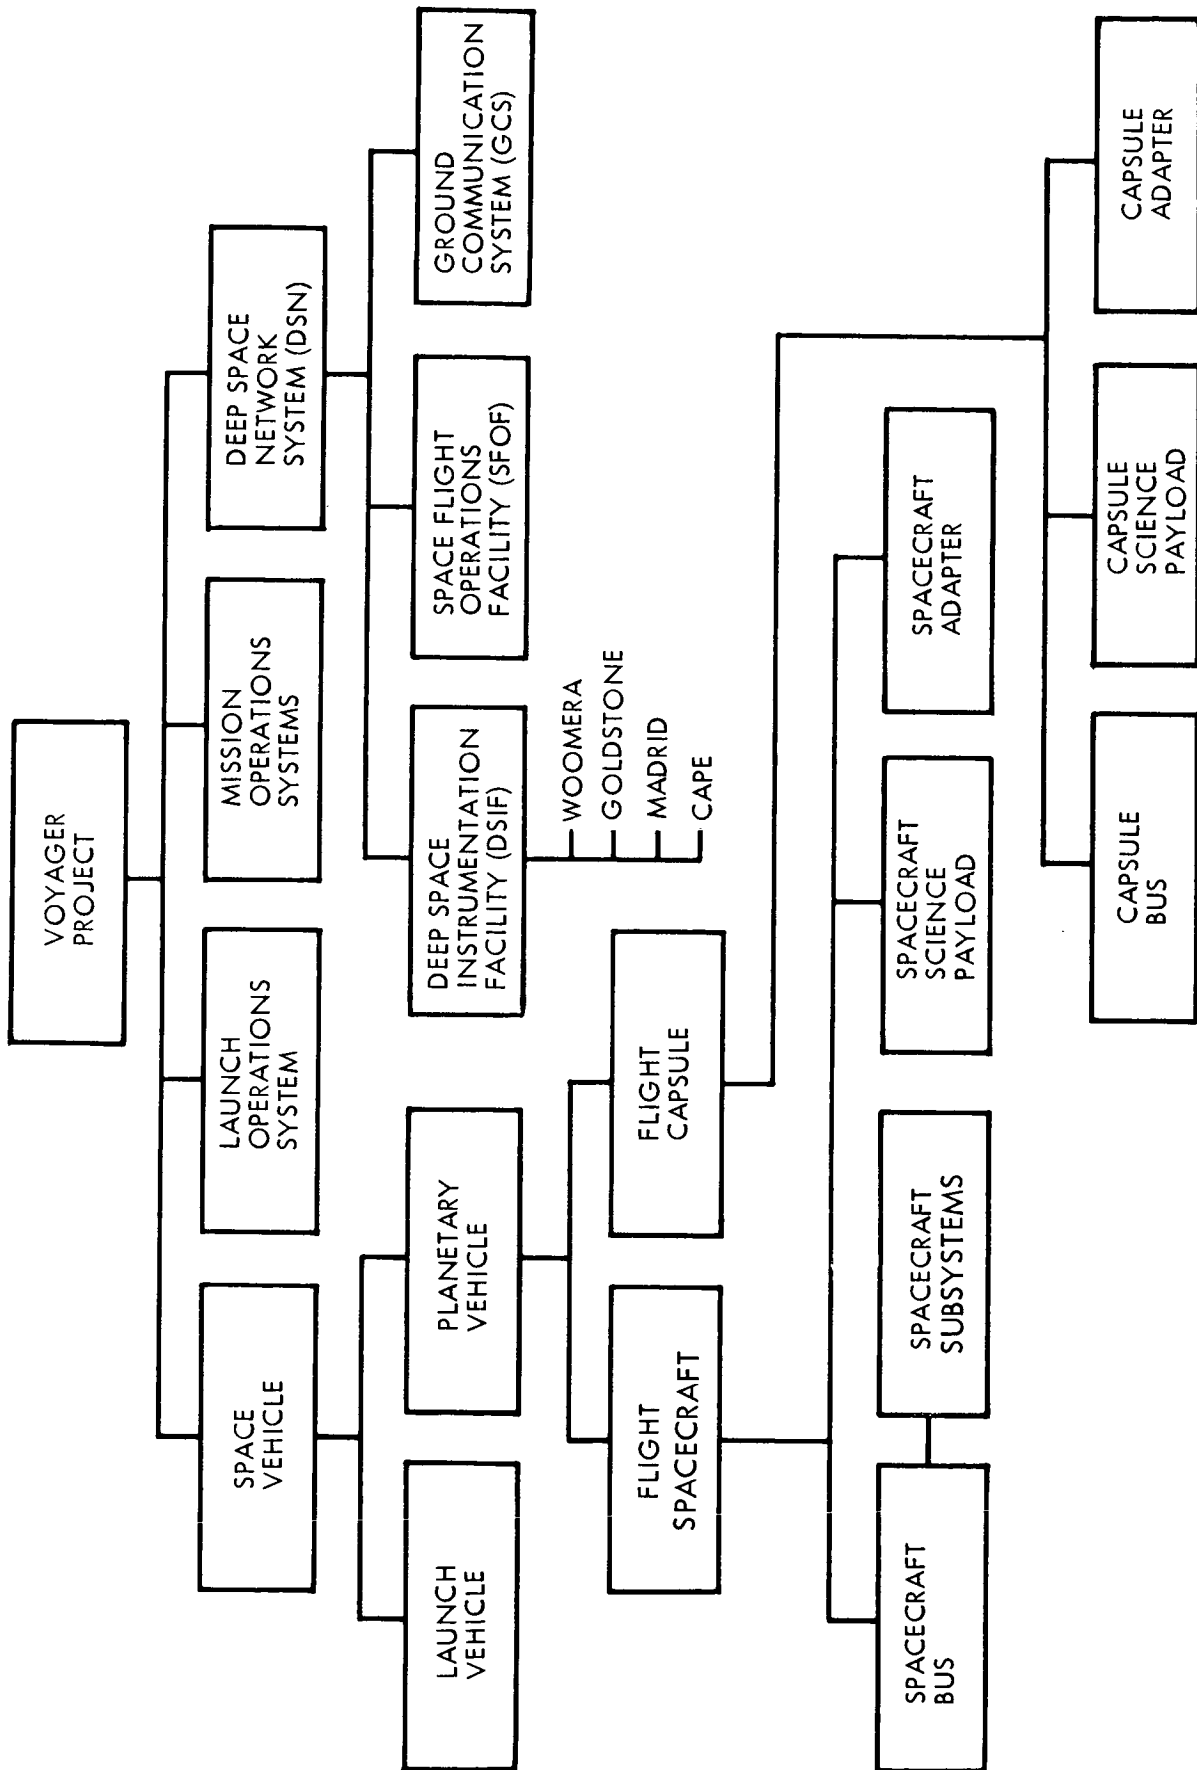 VOYAGER
PROJECT
SPACE
VEHICLE
LAUNCH
OPERATIONS
SYSTEM
MISSION
OPERATIONS
SYSTEMS
DEEP SPACE
NETWORK
SYSTEM (DSN)
LAUNCH
VEHICLE
PLANETARY
VEHICLE
DEEP SPACE
INSTRUMENTATION
FACILITY (DSIF)
SPACE FLIGHT
OPERATIONS
FACILITY (SFOF)
GROUND
COMMUNICATION
SYSTEM (GCS)
WOOMERA
GOLDSTONE
MADRID
CAPE
FLIGHT
SPACECRAFT
FLIGHT
CAPSULE
SPACECRAFT
BUS
SPACECRAFT
SUBSYSTEMS
SPACECRAFT
SCIENCE
PAYLOAD
SPACECRAFT
ADAPTER
CAPSULE
BUS
CAPSULE
SCIENCE
PAYLOAD
CAPSULE
ADAPTER